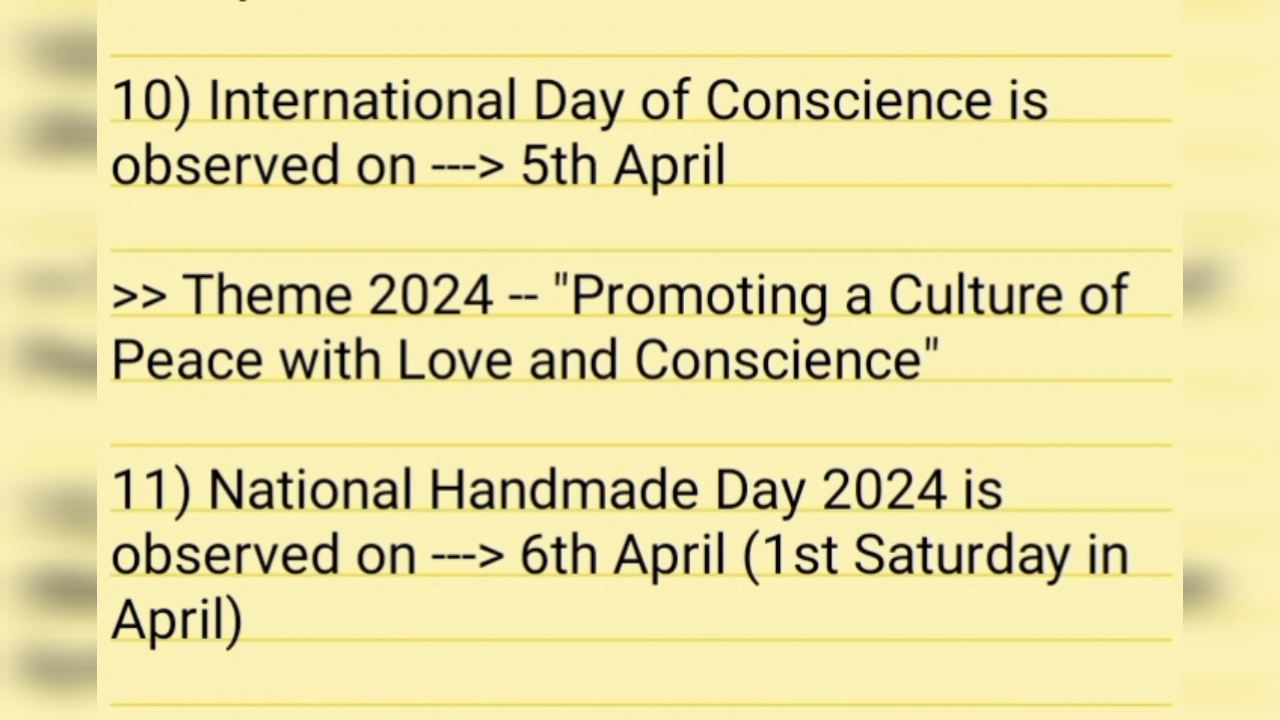 10) International Day of Conscience is
observed on ---> 5th April
>> Theme 2024 -- "Promoting a Culture of
Peace with Love and Conscience"
11) National Handmade Day 2024 is
observed on ---> 6th April (1st Saturday in
April)